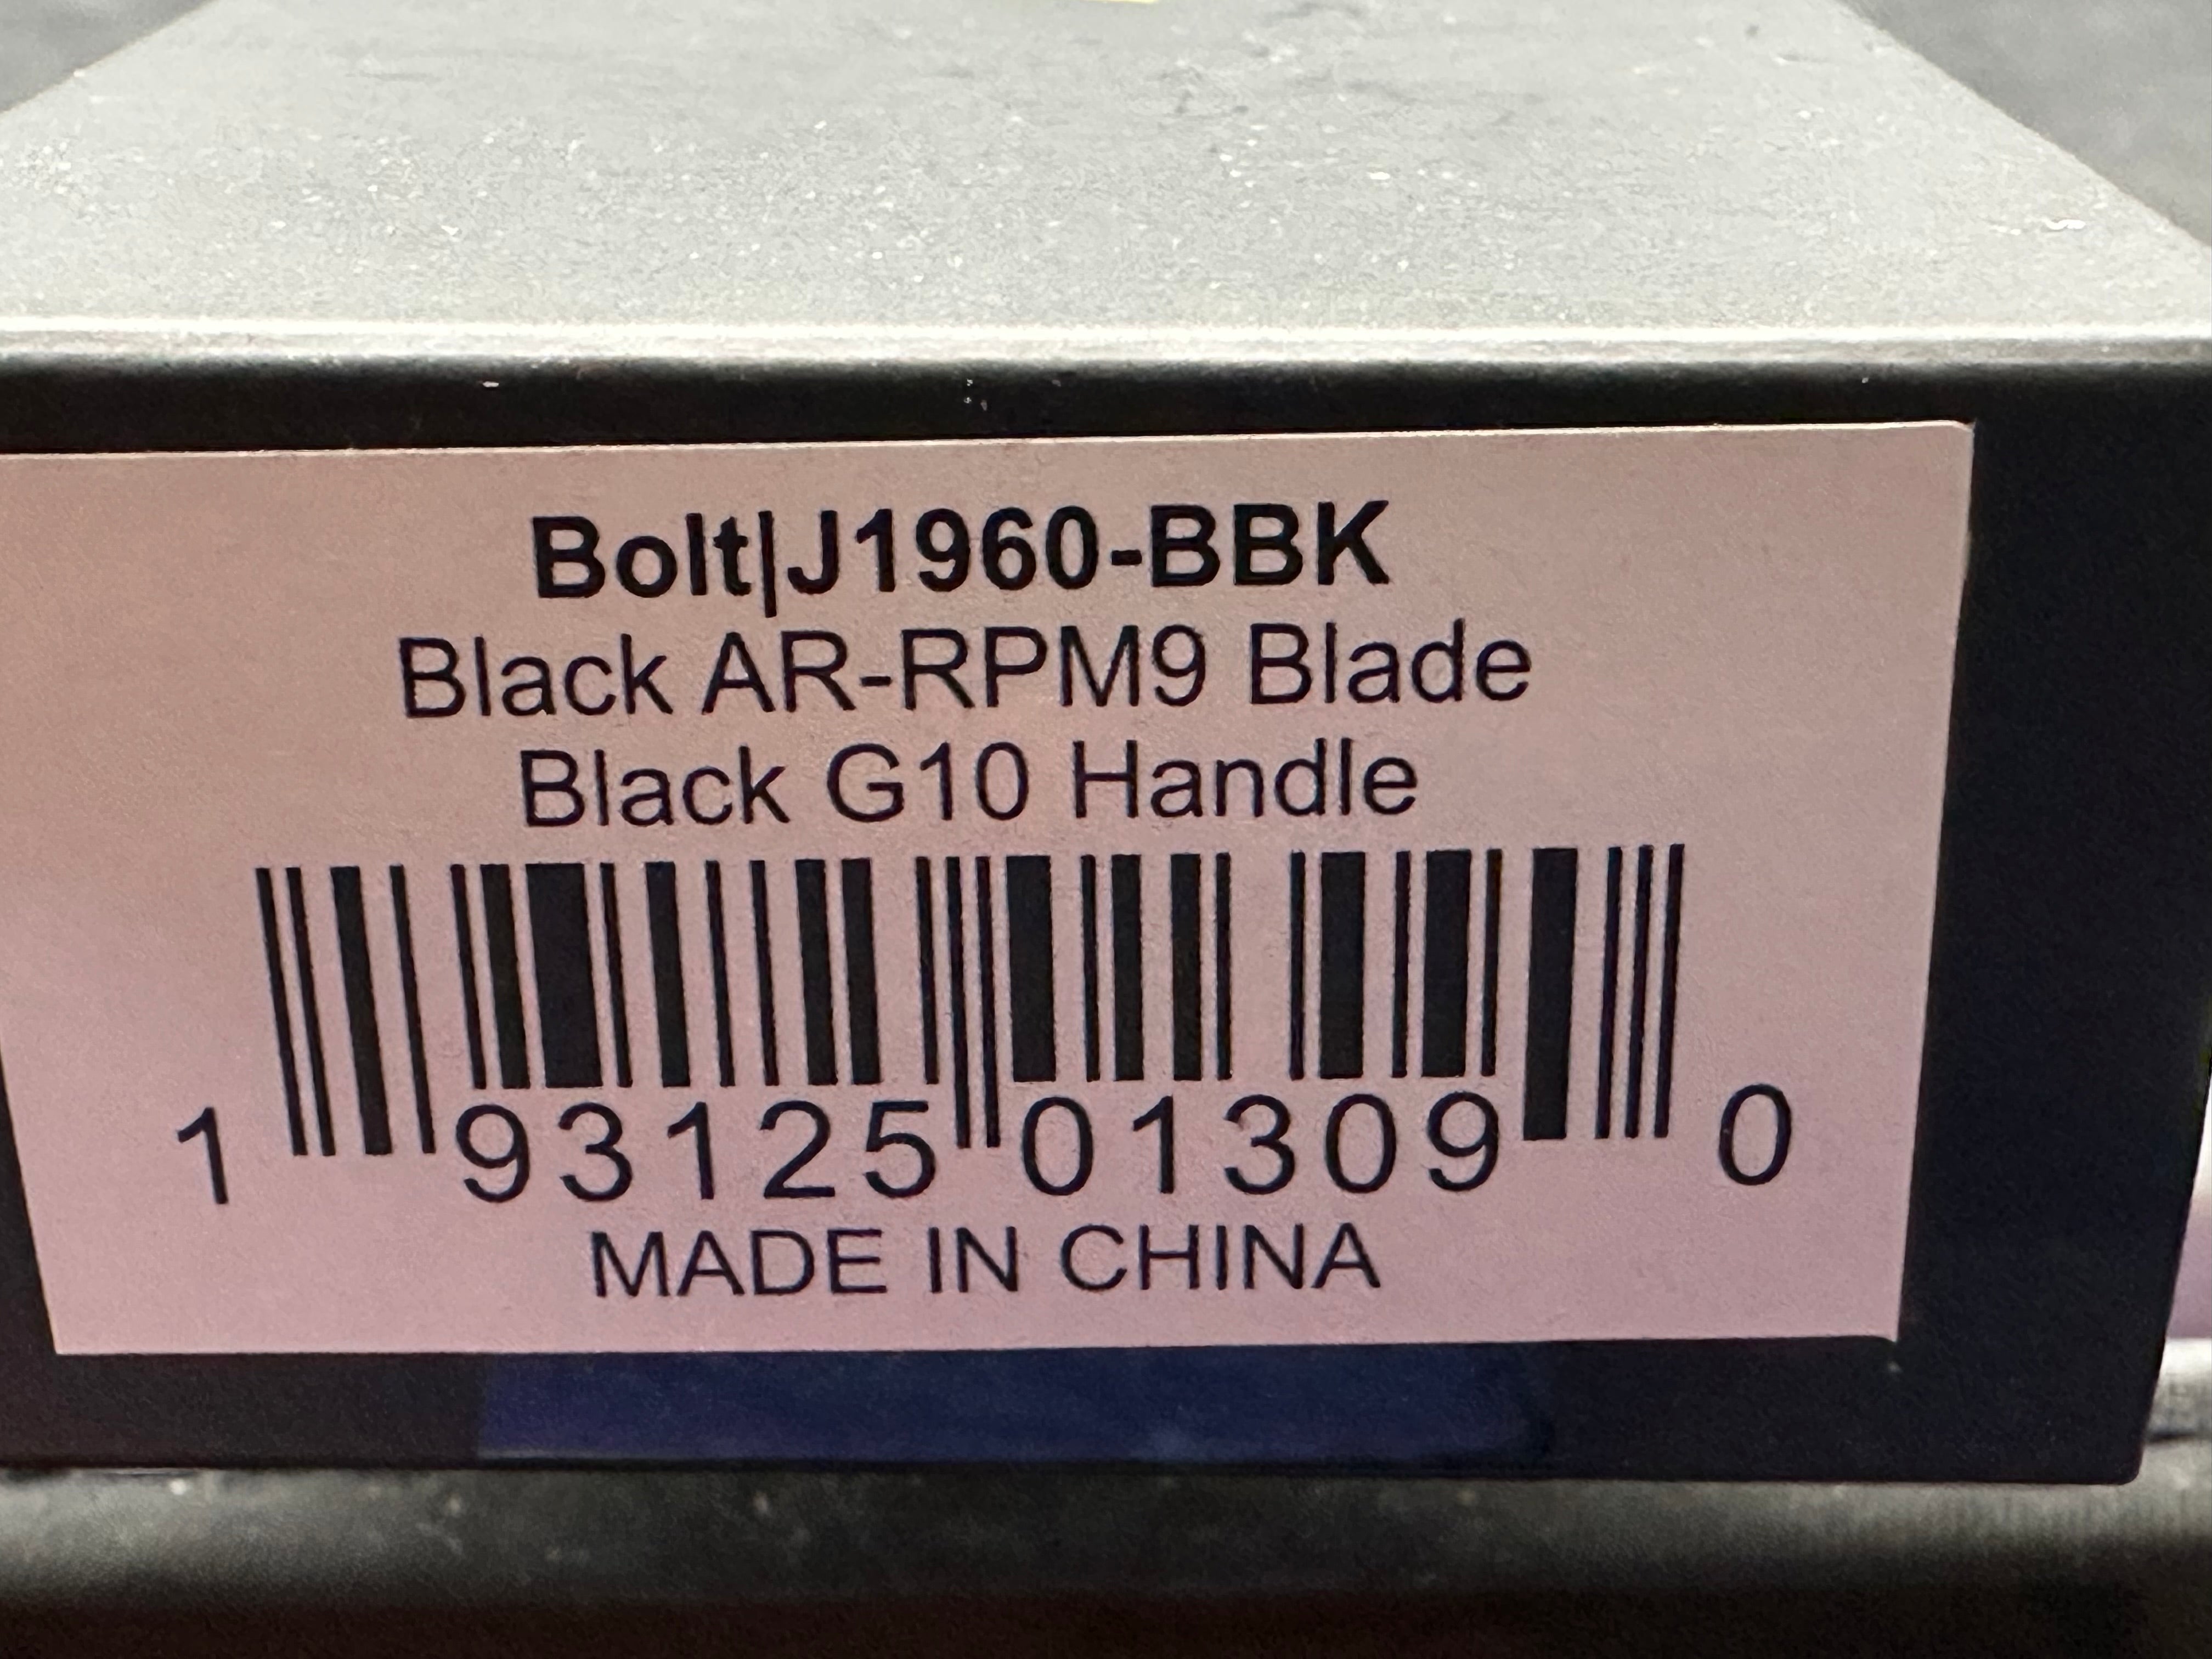 Bolt|J1960-BBK
Black AR-RPM9 Blade
Black G10 Handle
1 93125 01309 0
MADE IN CHINA